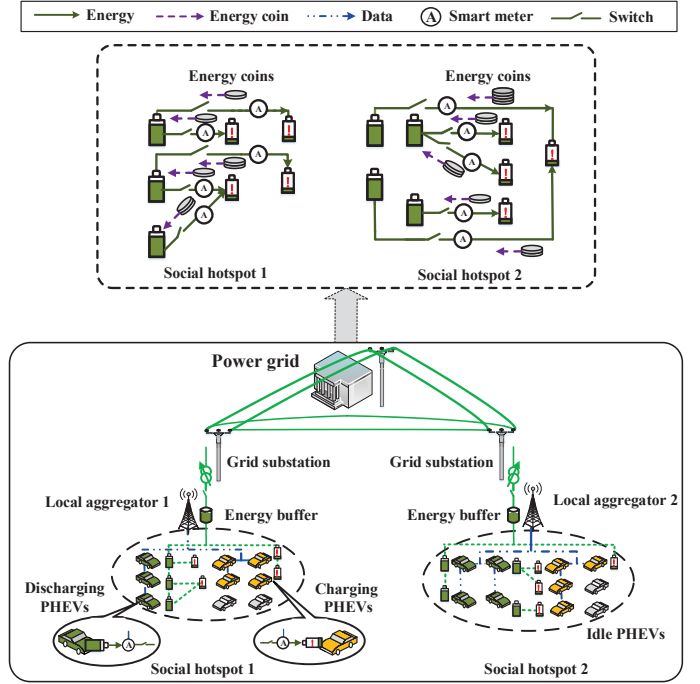 Energy Energy coin Data A Smart meter Switch
Energy coins Energy coins
A A
A ! ! A ! !
A A !
A ! ! A !
A A !
A
Social hotspot 1 Social hotspot 2
Power grid
Grid substation Grid substation
Local aggregator 1 Local aggregator 2
Energy buffer Energy buffer
Discharging
PHEVs
Charging
PHEVs
Idle PHEVs
A A !
Social hotspot 1 Social hotspot 2